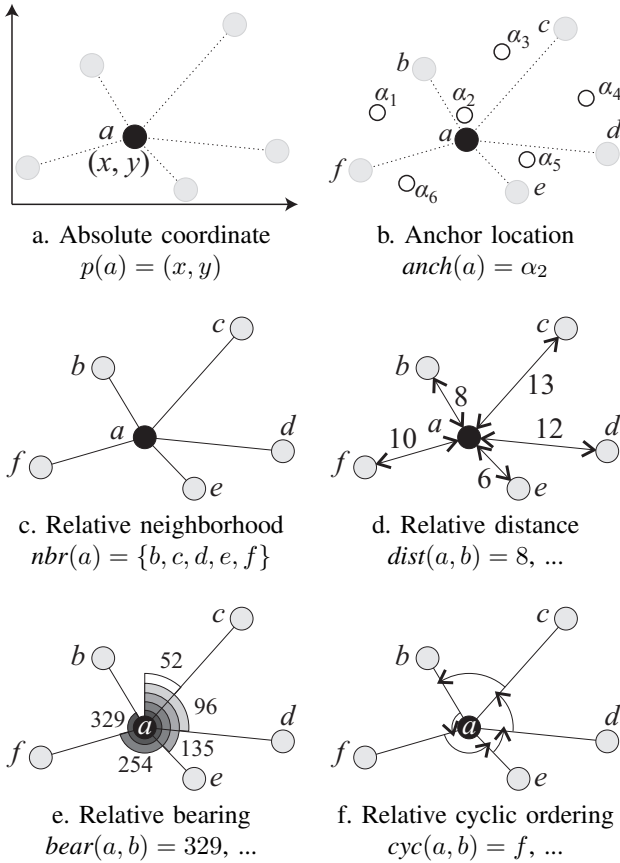 a
(x, y)
a. Absolute coordinate
p(a) = (x, y)
α₃
c
b
α₁
α₂
α₄
a
d
f
α₅
α₆
e
b. Anchor location
anch(a) = α₂
c
b
a
d
f
e
c. Relative neighborhood
nbr(a) = {b, c, d, e, f}
c
b
13
8
a
12
d
10
f
6
e
d. Relative distance
dist(a, b) = 8, ...
c
b
52
96
329
a
d
135
f
254
e
e. Relative bearing
bear(a, b) = 329, ...
c
b
a
d
f
e
f. Relative cyclic ordering
cyc(a, b) = f, ...